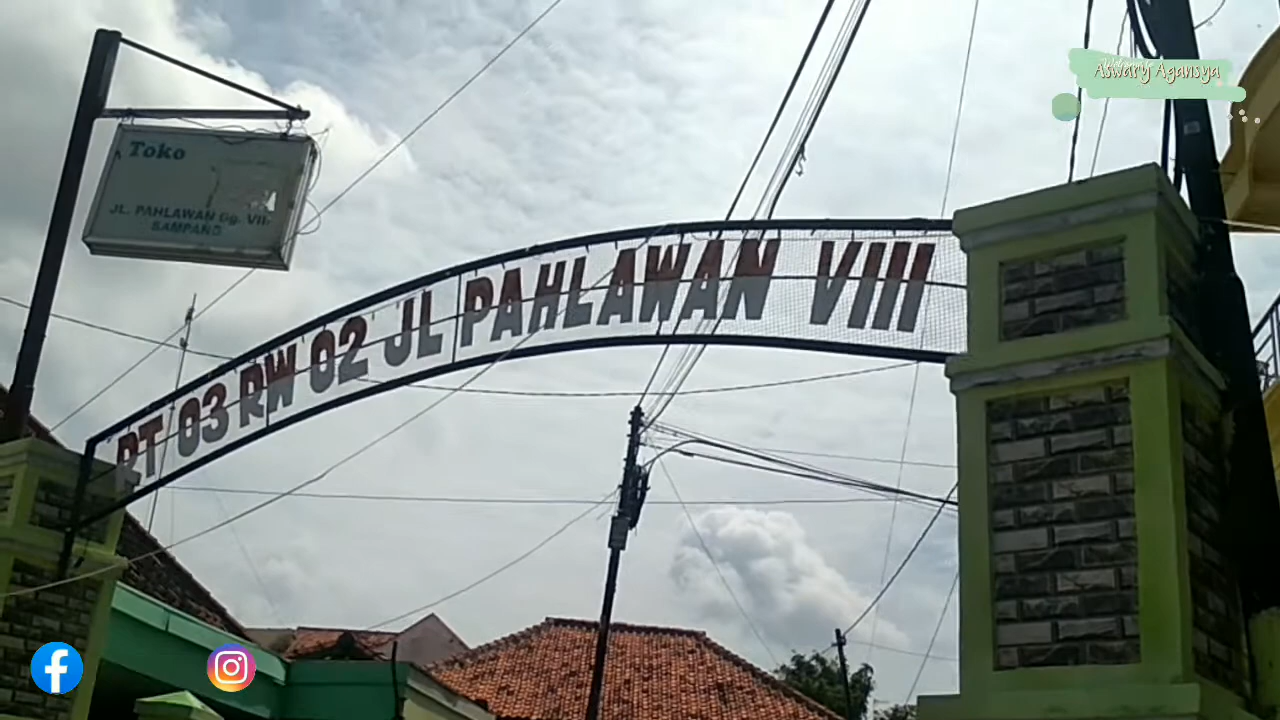 Toko
JL. PAHLAWAN Gg. VIII
SAMPANG
RT 03 RW 02 JL PAHLAWAN VIII
Aswary Agansya